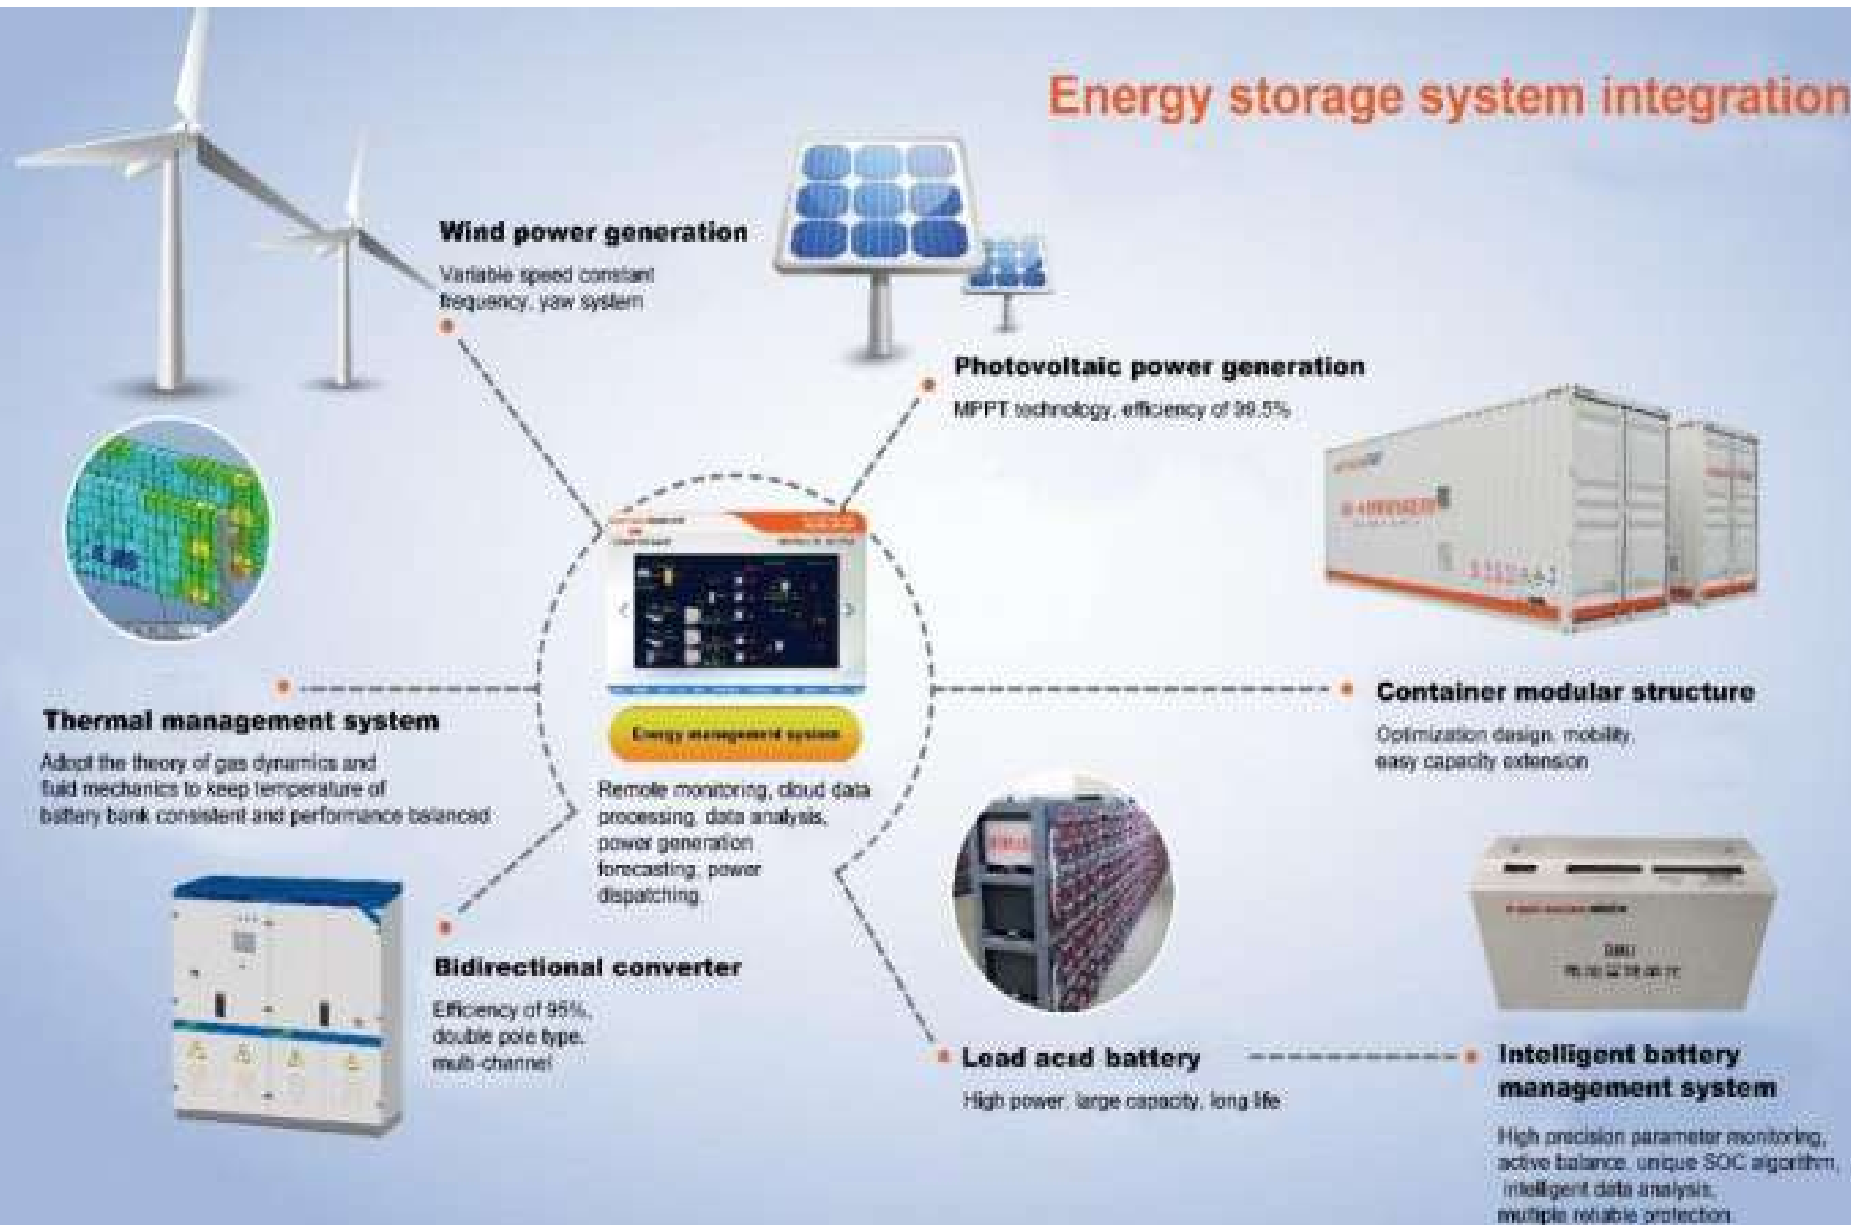 Energy storage system integration
Wind power generation
Variable speed constant
frequency, yaw system
Photovoltaic power generation
MPPT technology, efficiency of 99.5%
Thermal management system
Adopt the theory of gas dynamics and
fluid mechanics to keep temperature of
battery bank consistent and performance balanced
Energy management system
Remote monitoring, cloud data
processing, data analysis,
power generation
forecasting, power
dispatching.
Container modular structure
Optimization design, mobility,
easy capacity extension
Bidirectional converter
Efficiency of 95%,
double pole type,
multi-channel
Lead acid battery
High power, large capacity, long life
Intelligent battery
management system
High precision parameter monitoring,
active balance, unique SOC algorithm,
intelligent data analysis,
multiple reliable protection